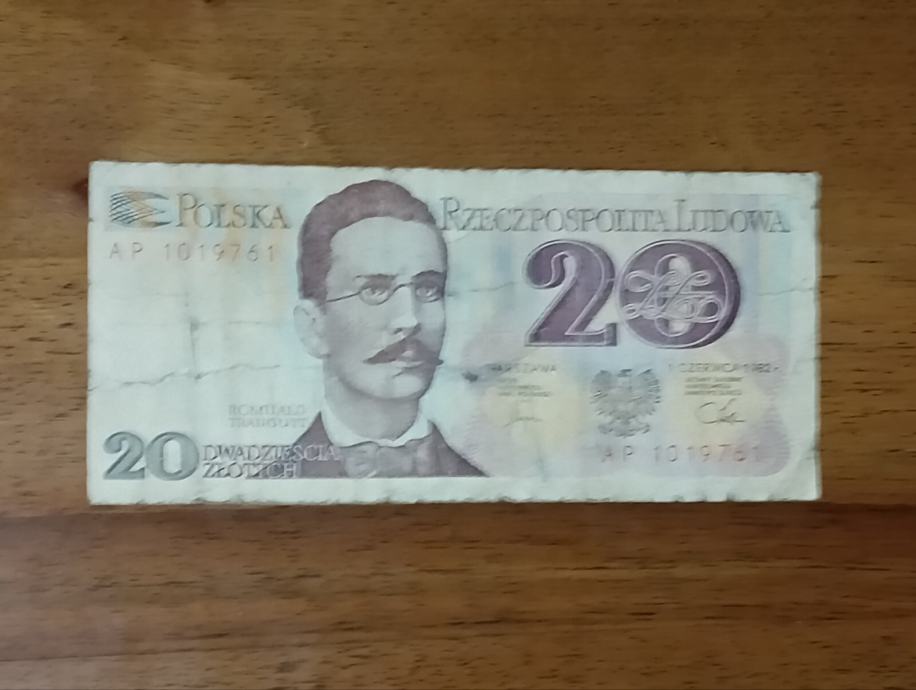 POLSKA
RZECZPOSPOLITA LUDOWA
AP 1019761
20
WARSZAWA
1 CZERWCA 1982 r.
ROMUALD
TRAUGUTT
20 DWADZIEŚCIA
ZŁOTYCH
AP 1019761